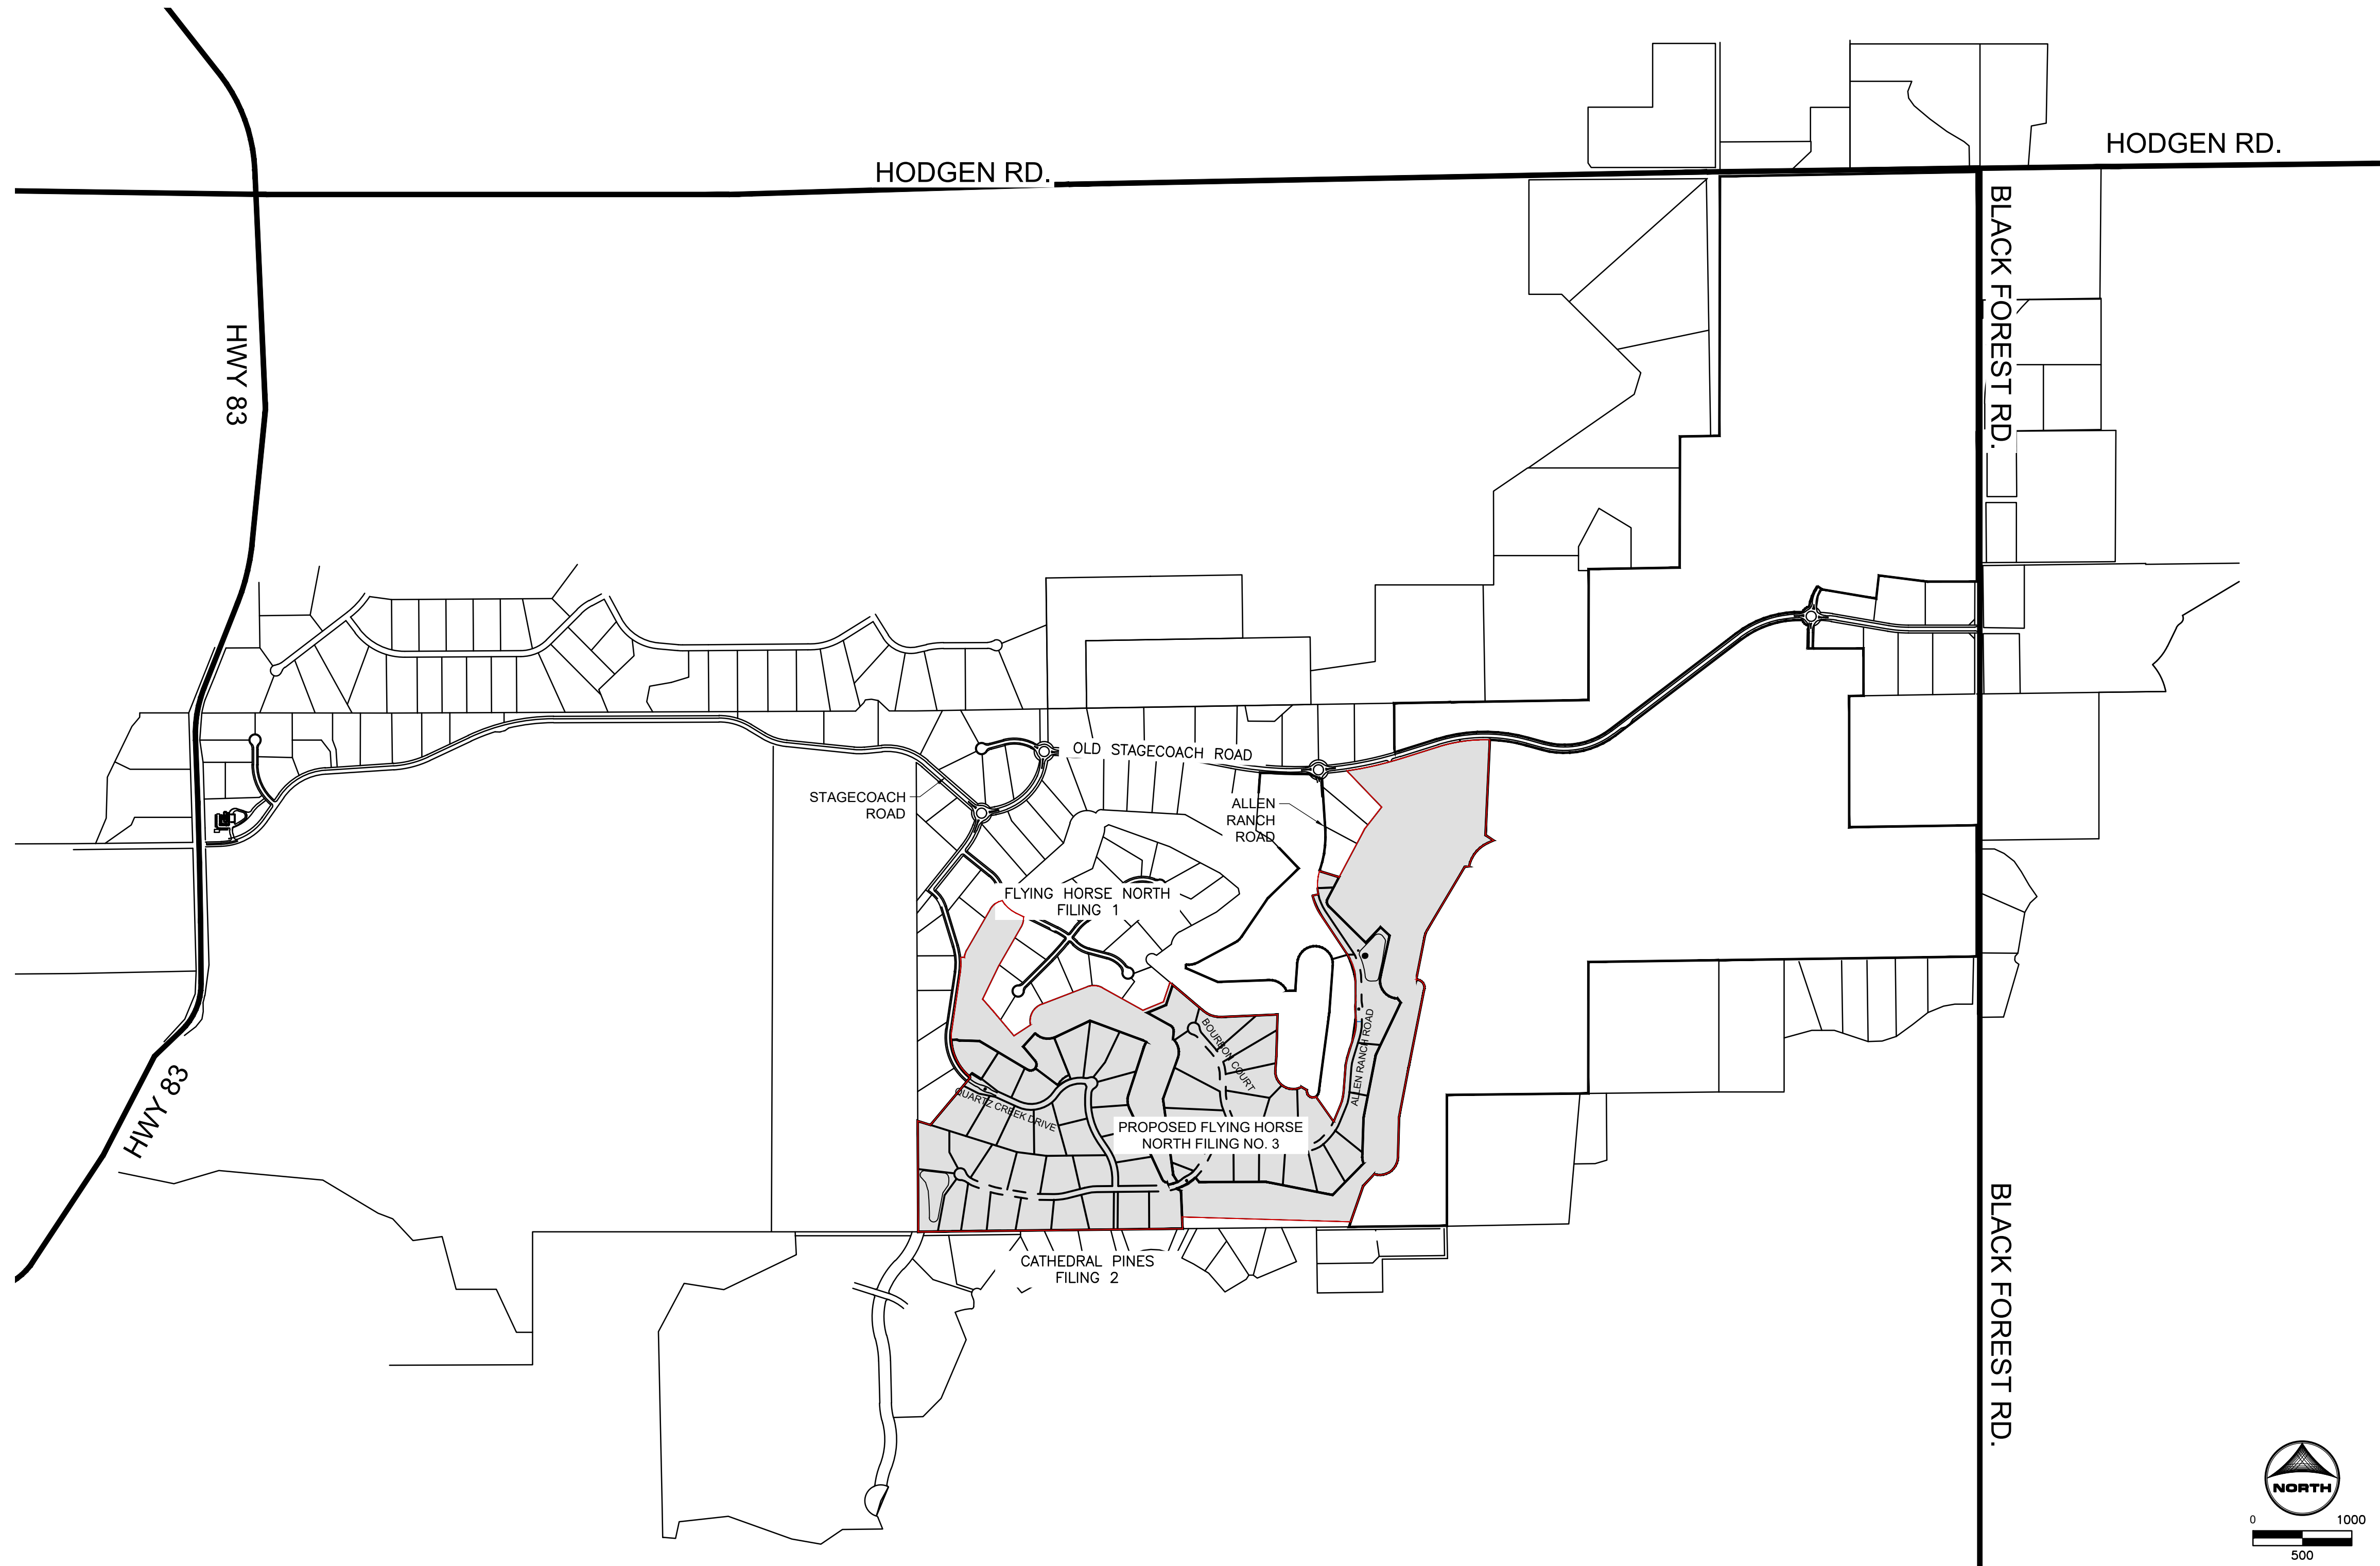 HODGEN RD.
HODGEN RD.
BLACK FOREST RD.
HWY 83
OLD STAGECOACH ROAD
STAGECOACH
ROAD
ALLEN
RANCH
ROAD
FLYING HORSE NORTH
FILING 1
BOURBON COURT
ALLEN RANCH ROAD
QUARTZ CREEK DRIVE
PROPOSED FLYING HORSE
NORTH FILING NO. 3
HWY 83
CATHEDRAL PINES
FILING 2
BLACK FOREST RD.
NORTH
0 1000
500